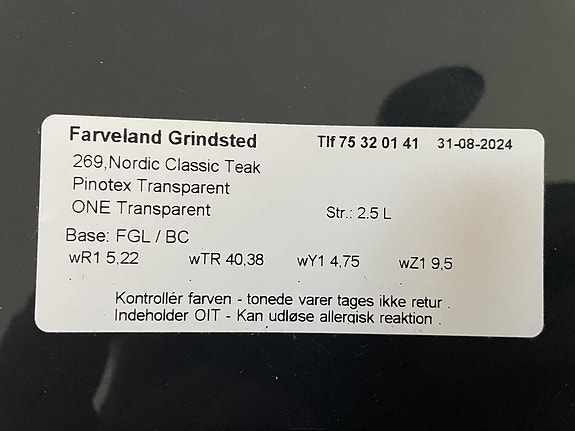 Farveland Grindsted Tlf 75 32 01 41 31-08-2024
269,Nordic Classic Teak
Pinotex Transparent
ONE Transparent Str.: 2.5 L
Base: FGL / BC
wR1 5,22 wTR 40,38 wY1 4,75 wZ1 9,5
Kontrollér farven - tonede varer tages ikke retur .
Indeholder OIT - Kan udløse allergisk reaktion .